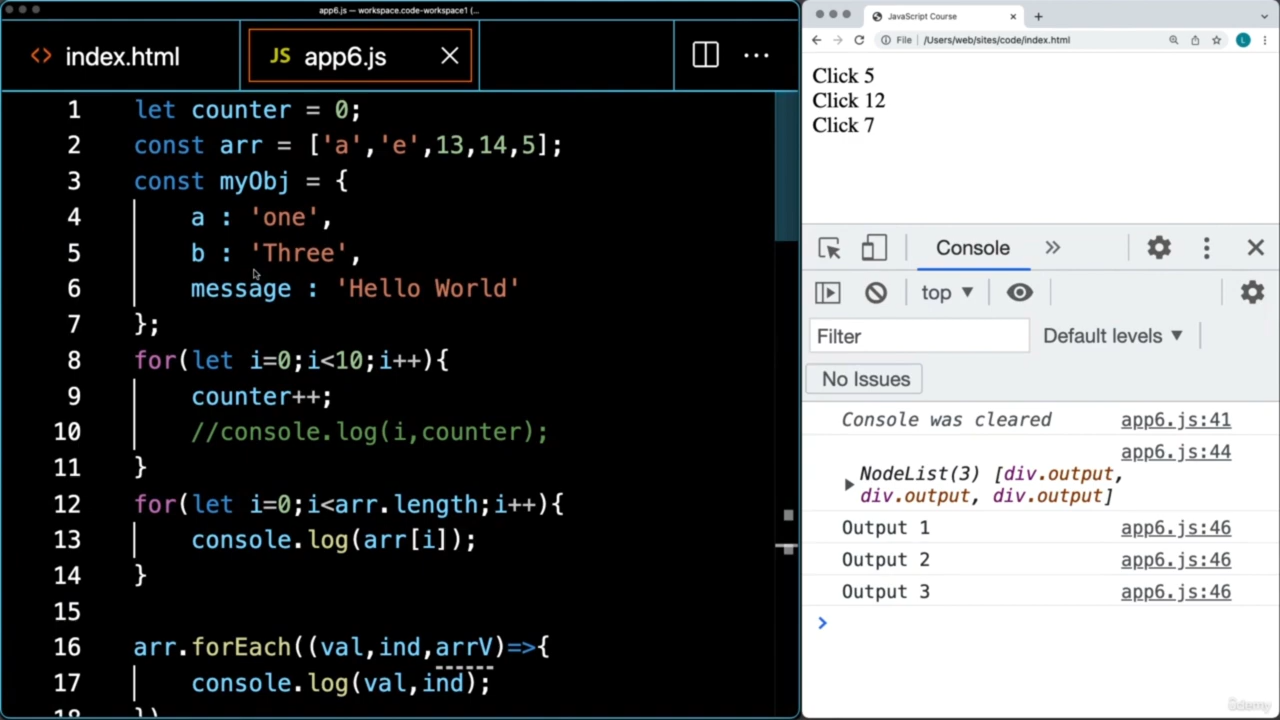 app6.js — workspace.code-workspace1 (...
index.html
JS app6.js
1 let counter = 0;
2 const arr = ['a','e',13,14,5];
3 const myObj = {
4 a : 'one',
5 b : 'Three',
6 message : 'Hello World'
7 };
8 for(let i=0;i<10;i++){
9 counter++;
10 //console.log(i,counter);
11 }
12 for(let i=0;i<arr.length;i++){
13 console.log(arr[i]);
14 }
15
16 arr.forEach((val,ind,arrV)=>{
17 console.log(val,ind);
18 })
JavaScript Course
File /Users/web/sites/code/index.html
L
Click 5
Click 12
Click 7
Console
top
Filter
Default levels
No Issues
Console was cleared app6.js:41
app6.js:44
NodeList(3) [div.output,
div.output, div.output]
Output 1 app6.js:46
Output 2 app6.js:46
Output 3 app6.js:46
ûdemy